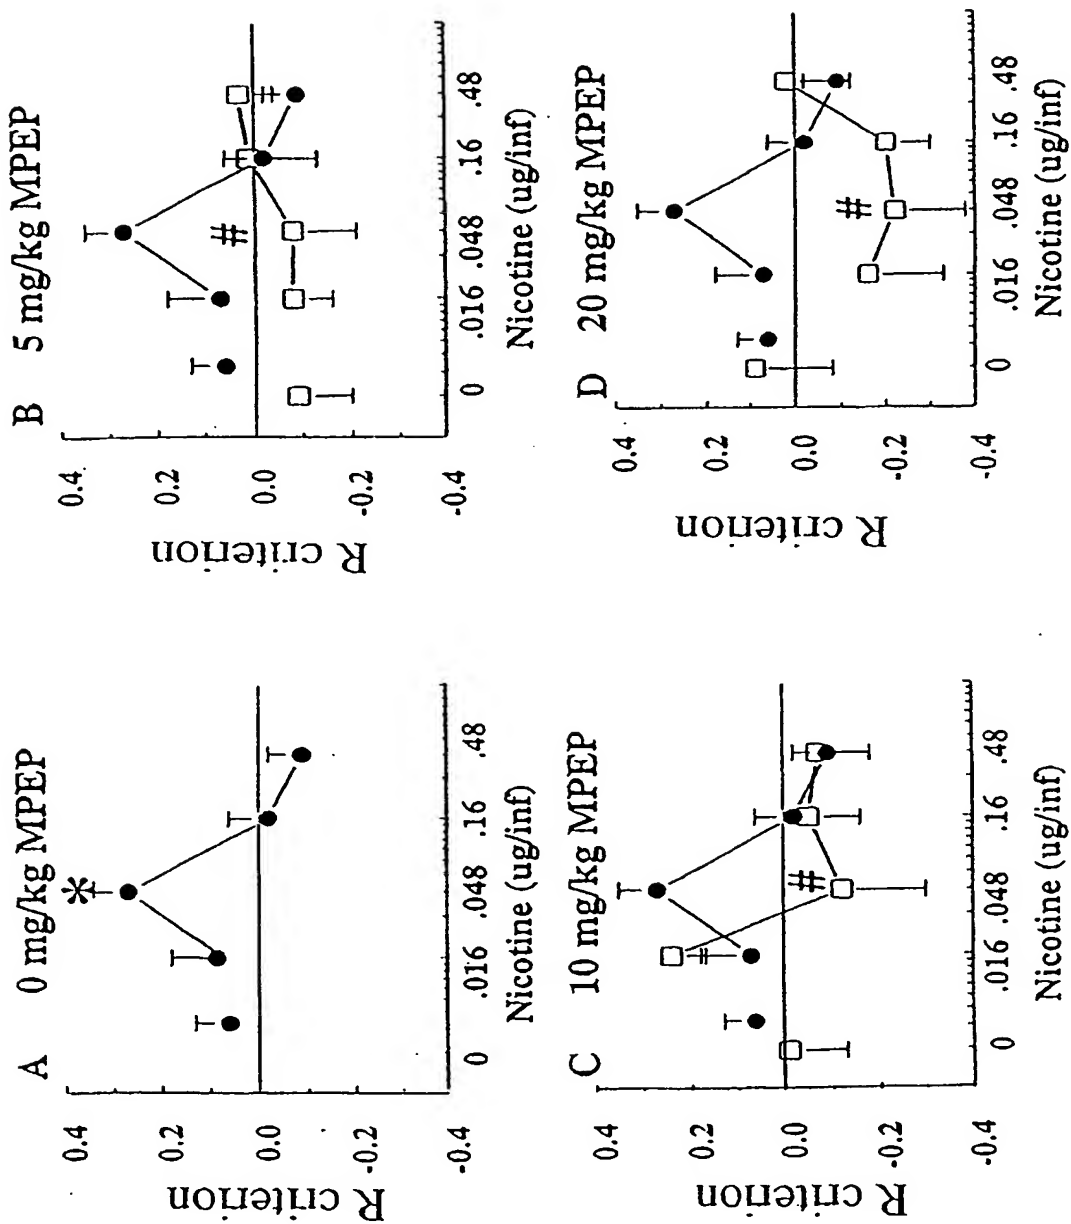 A 0 mg/kg MPEP
*
0.4
0.2
0.0
-0.2
-0.4
R criterion
0 .016 .048 .16 .48
Nicotine (ug/inf)
B 5 mg/kg MPEP
##
#
0.4
0.2
0.0
-0.2
-0.4
R criterion
0 .016 .048 .16 .48
Nicotine (ug/inf)
C 10 mg/kg MPEP
##
0.4
0.2
0.0
-0.2
-0.4
R criterion
0 .016 .048 .16 .48
Nicotine (ug/inf)
D 20 mg/kg MPEP
##
0.4
0.2
0.0
-0.2
-0.4
R criterion
0 .016 .048 .16 .48
Nicotine (ug/inf)